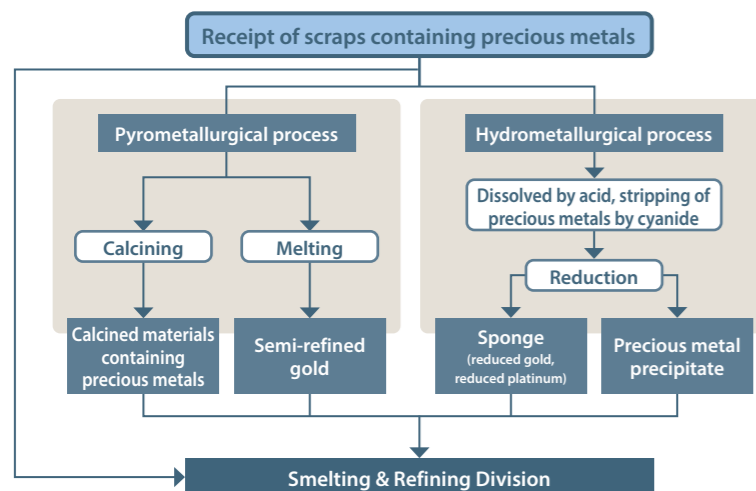 Receipt of scraps containing precious metals
Pyrometallurgical process
Hydrometallurgical process
Dissolved by acid, stripping of
precious metals by cyanide
Calcining
Melting
Reduction
Calcined materials
containing
precious metals
Semi-refined
gold
Sponge
(reduced gold,
reduced platinum)
Precious metal
precipitate
Smelting & Refining Division